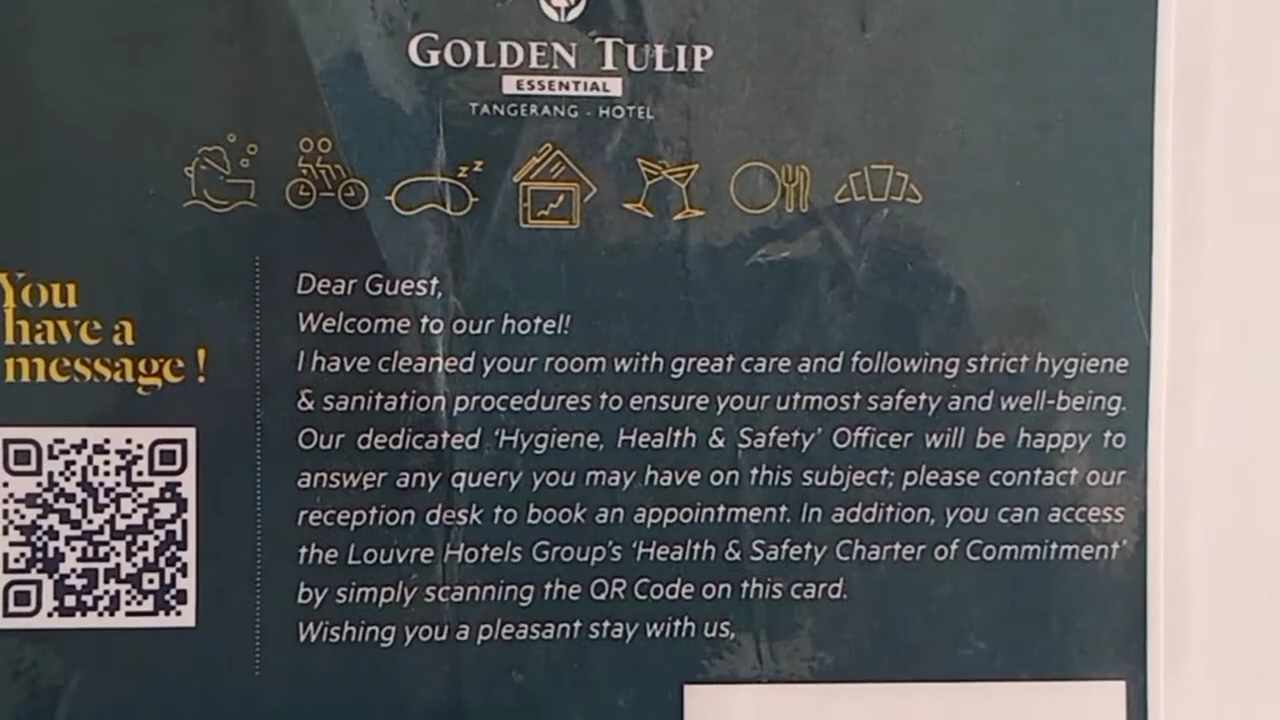 GOLDEN TULIP
ESSENTIAL
TANGERANG - HOTEL
z z
You
have a
message !
Dear Guest,
Welcome to our hotel!
I have cleaned your room with great care and following strict hygiene
& sanitation procedures to ensure your utmost safety and well-being.
Our dedicated 'Hygiene, Health & Safety' Officer will be happy to
answer any query you may have on this subject; please contact our
reception desk to book an appointment. In addition, you can access
the Louvre Hotels Group's 'Health & Safety Charter of Commitment'
by simply scanning the QR Code on this card.
Wishing you a pleasant stay with us,